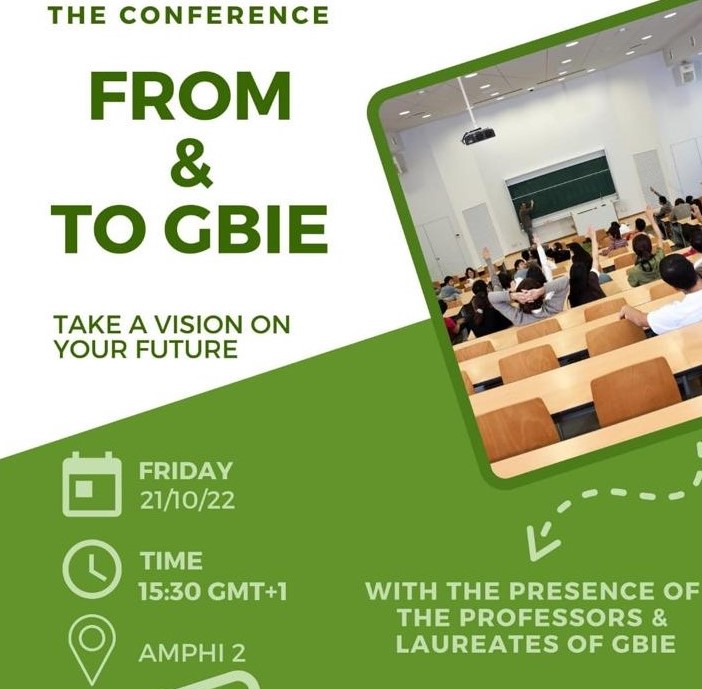 THE CONFERENCE
FROM
&
TO GBIE
TAKE A VISION ON
YOUR FUTURE
FRIDAY
21/10/22
TIME
15:30 GMT+1
AMPHI 2
WITH THE PRESENCE OF
THE PROFESSORS &
LAUREATES OF GBIE